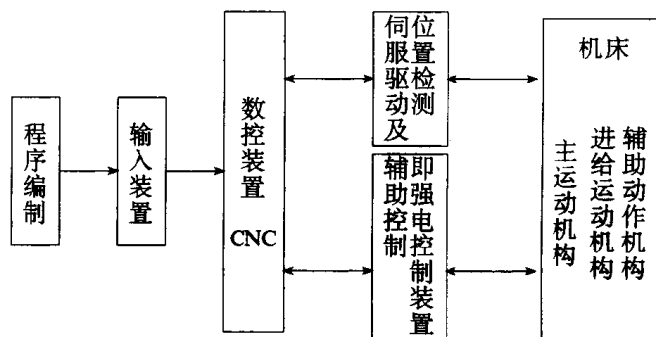 程序编制
输入装置
数控装置
CNC
伺服驱动及
位置检测
辅助控制
即强电控制装置
机床
主运动机构
进给运动机构
辅助动作机构